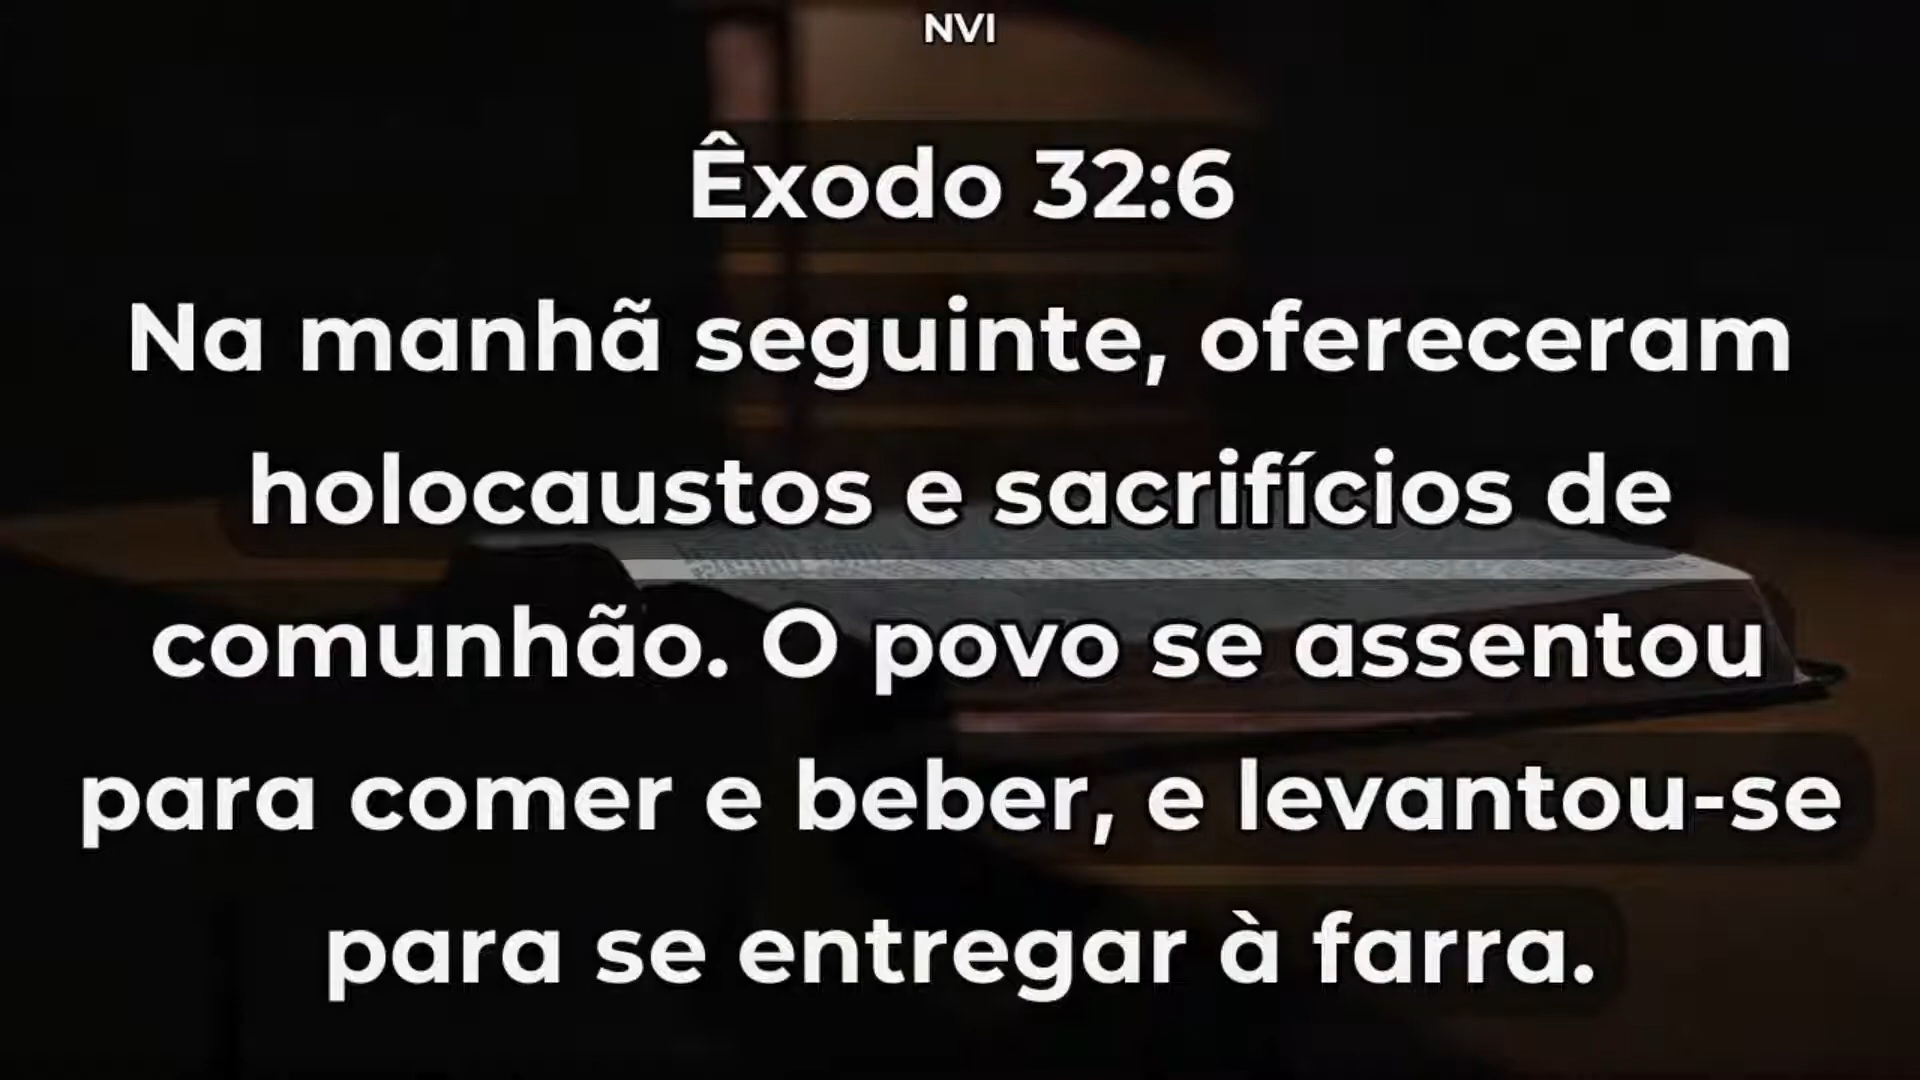 NVI
Êxodo 32:6
Na manhã seguinte, ofereceram
holocaustos e sacrifícios de
comunhão. O povo se assentou
para comer e beber, e levantou-se
para se entregar à farra.